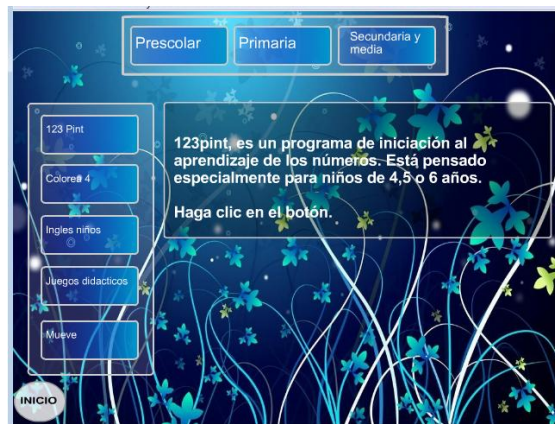 Prescolar
Primaria
Secundaria y
media
123 Pint
Colorea 4
Ingles niños
Juegos didacticos
Mueve
123pint, es un programa de iniciación al
aprendizaje de los números. Está pensado
especialmente para niños de 4,5 o 6 años.
Haga clic en el botón.
INICIO